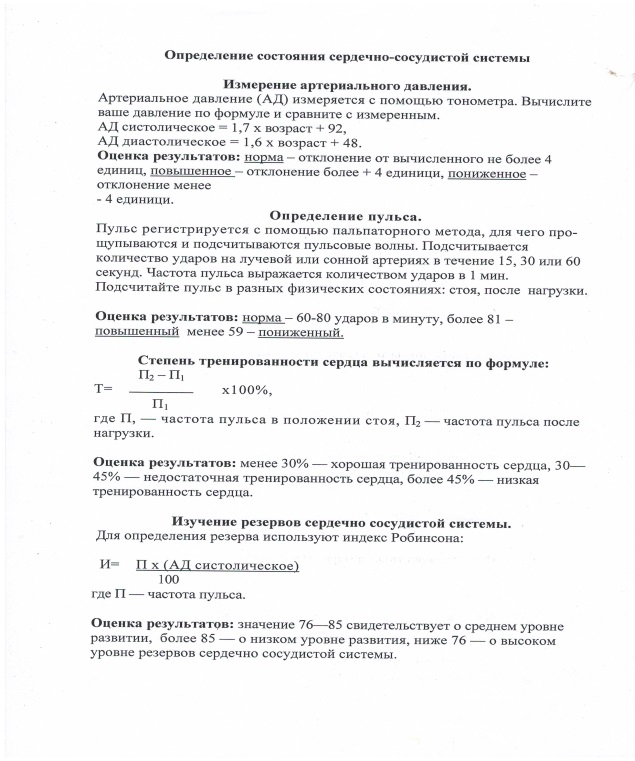 Определение состояния сердечно-сосудистой системы
Измерение артериального давления.
Артериальное давление (АД) измеряется с помощью тонометра. Вычислите
ваше давление по формуле и сравните с измеренным.
АД систолическое = 1,7 х возраст + 92,
АД диастолическое = 1,6 х возраст + 48.
Оценка результатов: норма – отклонение от вычисленного не более 4
единиц, повышенное – отклонение более + 4 единици, пониженное –
отклонение менее
- 4 единици.
Определение пульса.
Пульс регистрируется с помощью пальпаторного метода, для чего про-
щупываются и подсчитываются пульсовые волны. Подсчитывается
количество ударов на лучевой или сонной артериях в течение 15, 30 или 60
секунд. Частота пульса выражается количеством ударов в 1 мин.
Подсчитайте пульс в разных физических состояниях: стоя, после нагрузки.
Оценка результатов: норма – 60-80 ударов в минуту, более 81 –
повышенный менее 59 – пониженный.
Степень тренированности сердца вычисляется по формуле:
П₂ – П₁
Т= ———— х100%,
П₁
где П, — частота пульса в положении стоя, П₂ — частота пульса после
нагрузки.
Оценка результатов: менее 30% — хорошая тренированность сердца, 30—
45% — недостаточная тренированность сердца, более 45% — низкая
тренированность сердца.
Изучение резервов сердечно сосудистой системы.
Для определения резерва используют индекс Робинсона:
И= П х (АД систолическое)
100
где П — частота пульса.
Оценка результатов: значение 76—85 свидетельствует о среднем уровне
развитии, более 85 — о низком уровне развития, ниже 76 — о высоком
уровне резервов сердечно сосудистой системы.